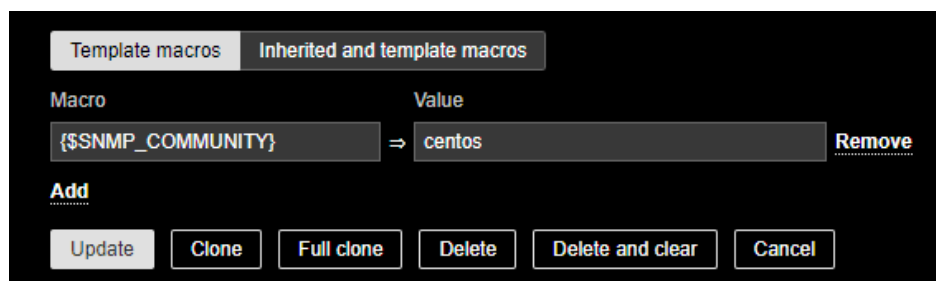 Template macros Inherited and template macros
Macro Value
{$SNMP_COMMUNITY} ⇒ centos Remove
Add
Update Clone Full clone Delete Delete and clear Cancel